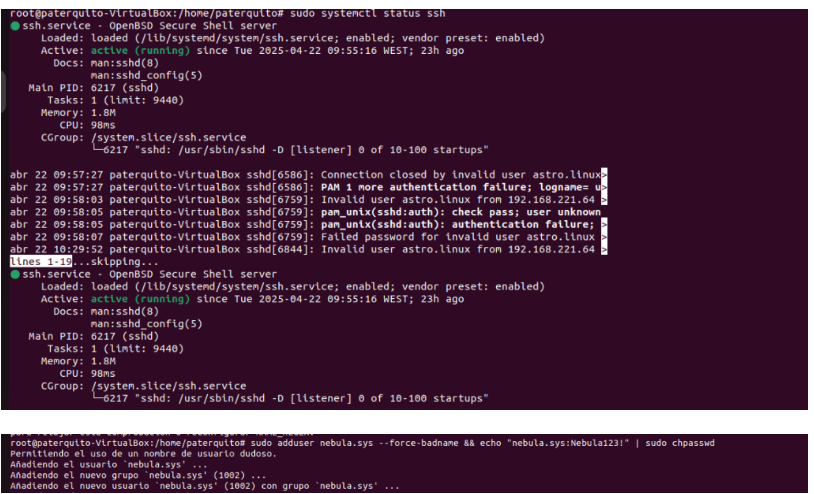 root@paterquito-VirtualBox:/home/paterquito# sudo systemctl status ssh
● ssh.service - OpenBSD Secure Shell server
Loaded: loaded (/lib/systemd/system/ssh.service; enabled; vendor preset: enabled)
Active: active (running) since Tue 2025-04-22 09:55:16 WEST; 23h ago
Docs: man:sshd(8)
man:sshd_config(5)
Main PID: 6217 (sshd)
Tasks: 1 (limit: 9440)
Memory: 1.8M
CPU: 98ms
CGroup: /system.slice/ssh.service
└─6217 "sshd: /usr/sbin/sshd -D [listener] 0 of 10-100 startups"
abr 22 09:57:27 paterquito-VirtualBox sshd[6586]: Connection closed by invalid user astro.linux>
abr 22 09:57:27 paterquito-VirtualBox sshd[6586]: PAM 1 more authentication failure; logname= u>
abr 22 09:58:03 paterquito-VirtualBox sshd[6759]: Invalid user astro.linux from 192.168.221.64 >
abr 22 09:58:05 paterquito-VirtualBox sshd[6759]: pam_unix(sshd:auth): check pass; user unknown
abr 22 09:58:05 paterquito-VirtualBox sshd[6759]: pam_unix(sshd:auth): authentication failure; >
abr 22 09:58:07 paterquito-VirtualBox sshd[6759]: Failed password for invalid user astro.linux >
abr 22 10:29:52 paterquito-VirtualBox sshd[6844]: Invalid user astro.linux from 192.168.221.64 >
lines 1-19...skipping...
● ssh.service - OpenBSD Secure Shell server
Loaded: loaded (/lib/systemd/system/ssh.service; enabled; vendor preset: enabled)
Active: active (running) since Tue 2025-04-22 09:55:16 WEST; 23h ago
Docs: man:sshd(8)
man:sshd_config(5)
Main PID: 6217 (sshd)
Tasks: 1 (limit: 9440)
Memory: 1.8M
CPU: 98ms
CGroup: /system.slice/ssh.service
└─6217 "sshd: /usr/sbin/sshd -D [listener] 0 of 10-100 startups"
root@paterquito-VirtualBox:/home/paterquito# sudo adduser nebula.sys --force-badname && echo "nebula.sys:Nebula123!" | sudo chpasswd
Permitiendo el uso de un nombre de usuario dudoso.
Añadiendo el usuario `nebula.sys' ...
Añadiendo el nuevo grupo `nebula.sys' (1002) ...
Añadiendo el nuevo usuario `nebula.sys' (1002) con grupo `nebula.sys' ...